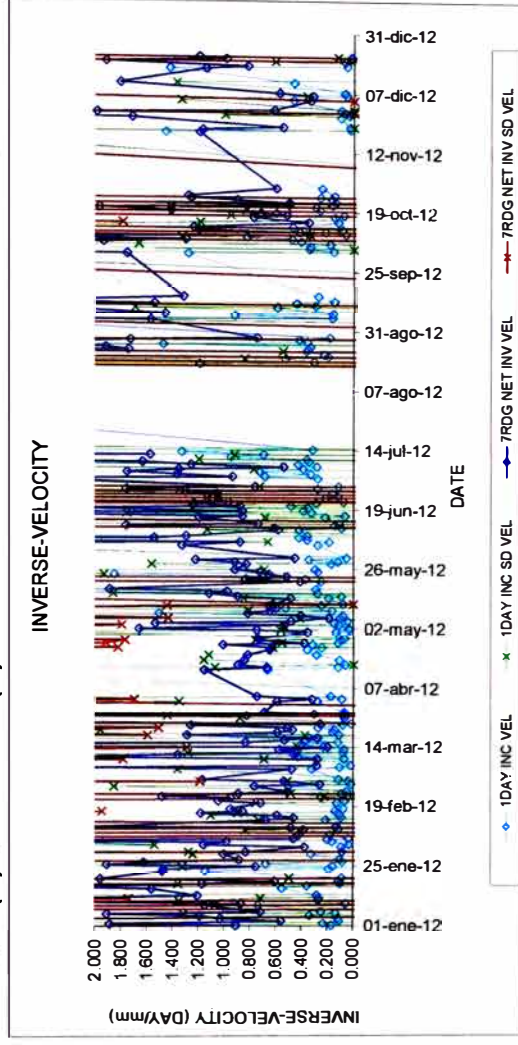 INVERSE-VELOCITY
INVERSE-VELOCITY (DAY/mm)
2.000
1.800
1.600
1.400
1.200
1.000
0.800
0.600
0.400
0.200
0.000
01-ene-12
25-ene-12
19-feb-12
14-mar-12
07-abr-12
02-may-12
26-may-12
19-jun-12
14-jul-12
07-ago-12
31-ago-12
25-sep-12
19-oct-12
12-nov-12
07-dic-12
31-dic-12
DATE
1DAY INC VEL
1DAY INC SD VEL
7RDG NET INV VEL
7RDG NET INV SD VEL